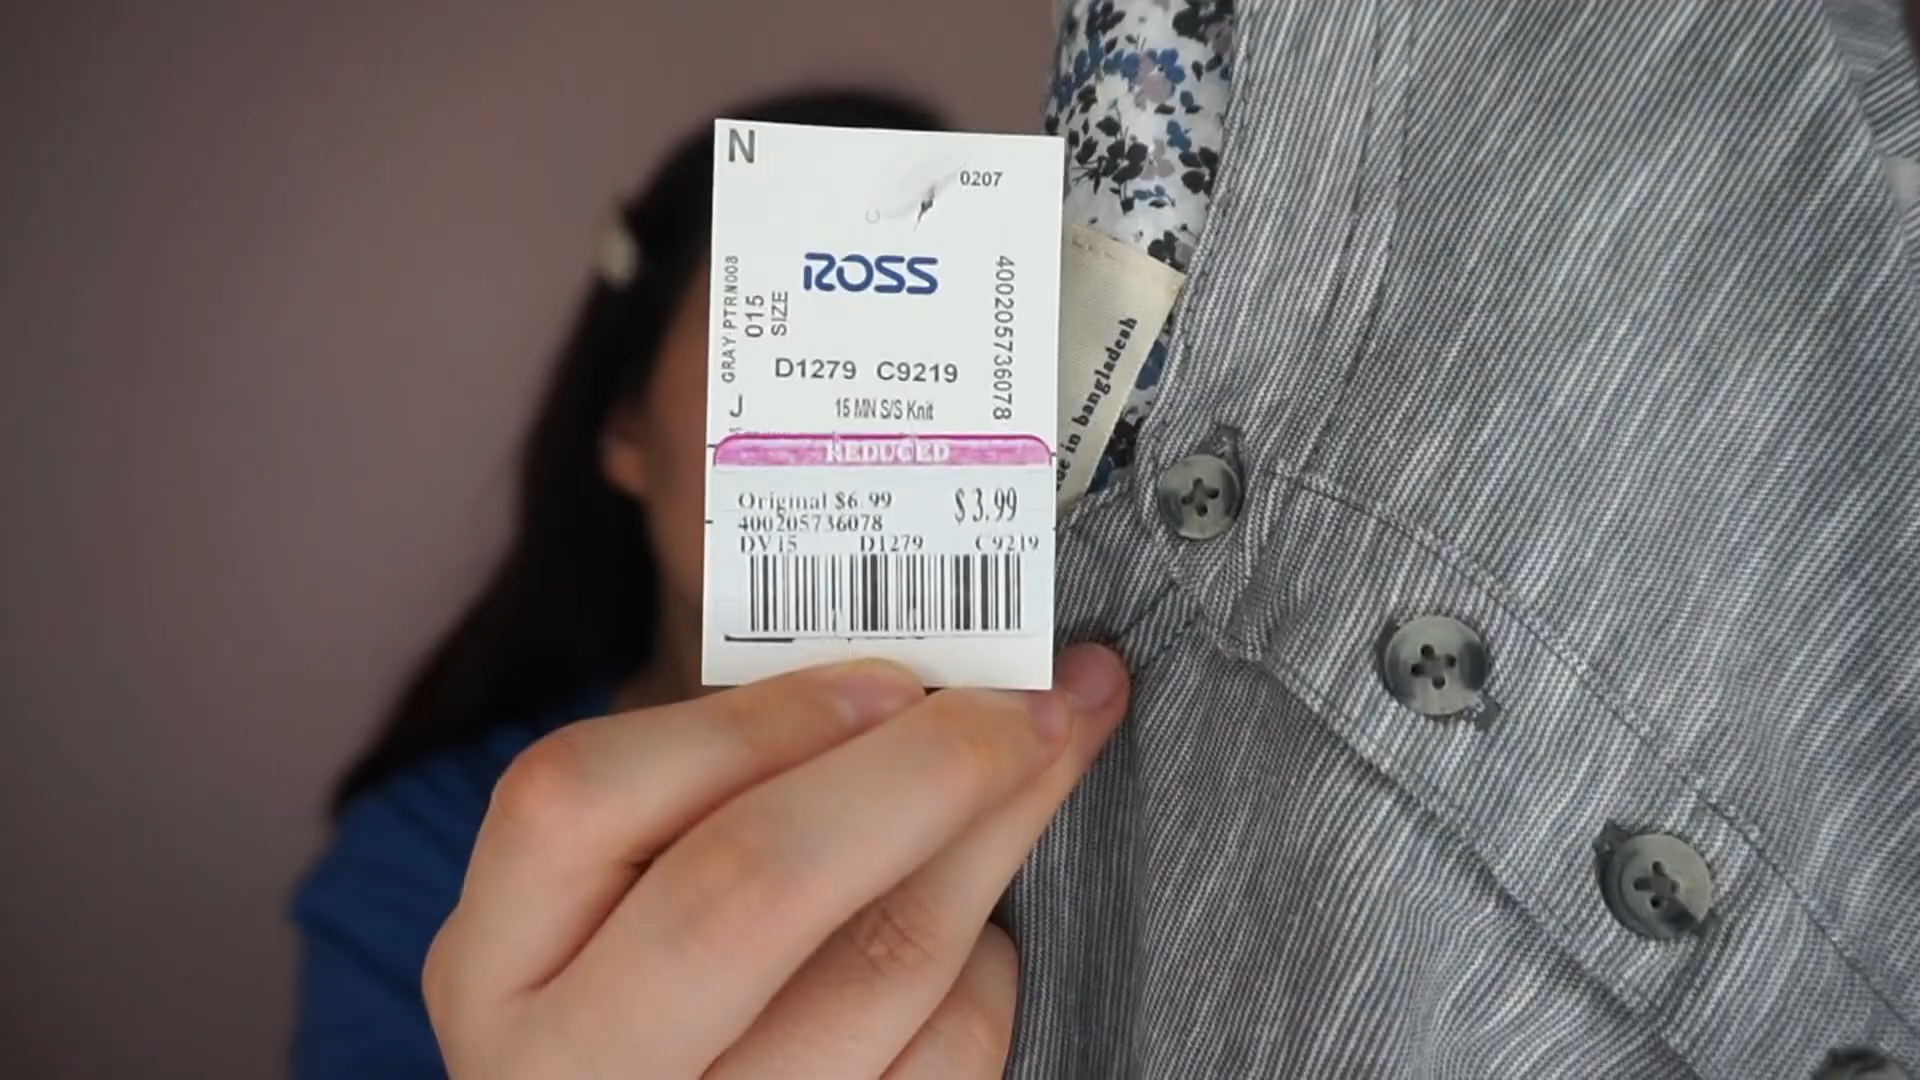 N
0207
ROSS
GRAY/PTRN008
015
SIZE
400205736078
D1279 C9219
J
15 MN S/S Knit
REDUCED
Original $6.99
$3.99
400205736078
DV15 D1279 C9219
in bangladesh